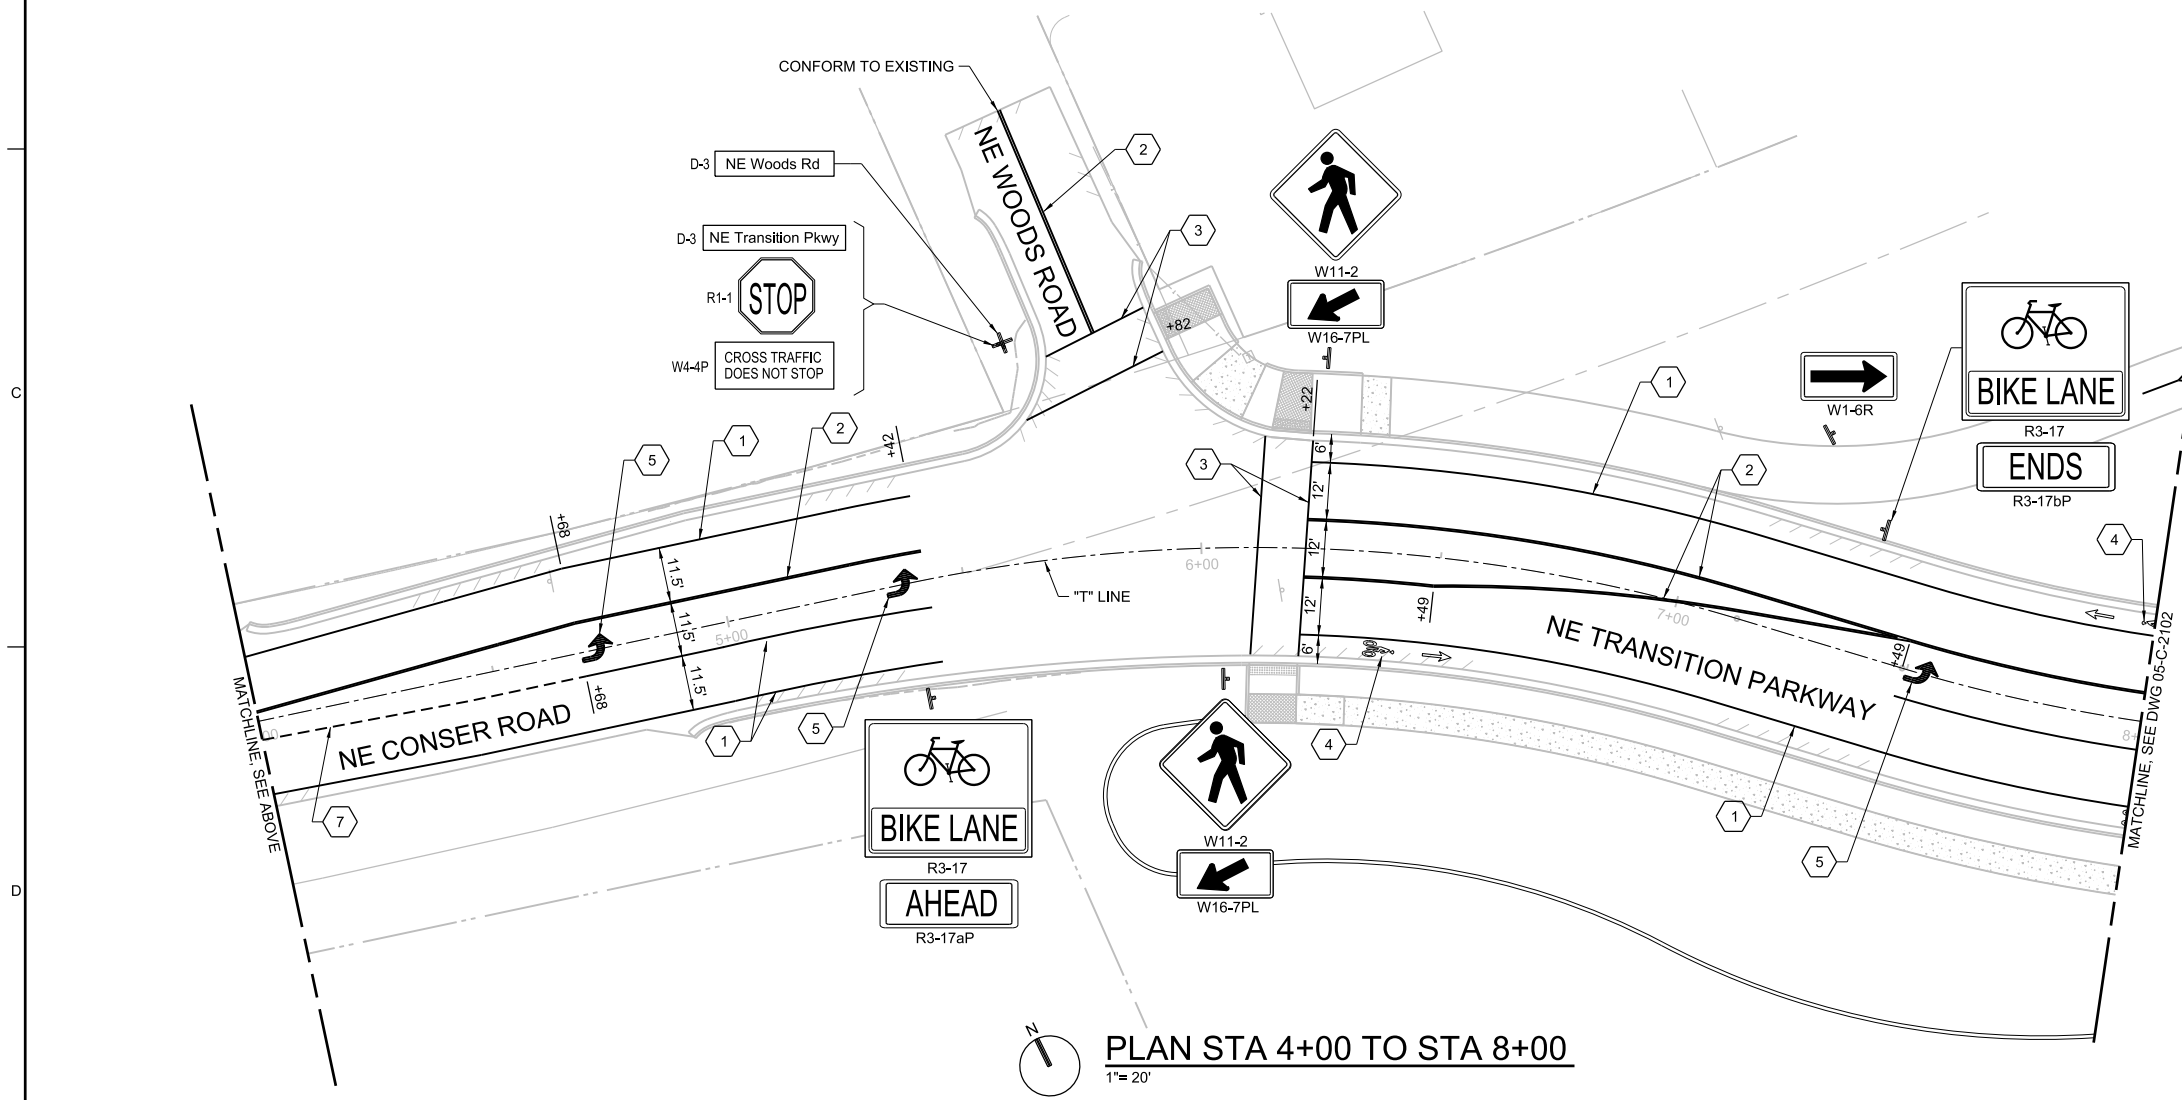 CONFORM TO EXISTING
NE WOODS ROAD
2
D-3
NE Woods Rd
D-3
NE Transition Pkwy
R1-1
STOP
W4-4P
CROSS TRAFFIC
DOES NOT STOP
3
W11-2
W16-7PL
+82
+22
C
5
1
2
+42
+68
3
6'
12'
12'
12'
6'
1
2
W1-6R
BIKE LANE
R3-17
ENDS
R3-17bP
4
11.5'
11.5'
11.5'
5+00
6+00
"T" LINE
+49
7+00
+49
8+
NE TRANSITION PARKWAY
MATCHLINE, SEE DWG 05-C-2102
MATCHLINE, SEE ABOVE
00
+68
NE CONSER ROAD
7
1
5
4
1
5
BIKE LANE
R3-17
AHEAD
R3-17aP
W11-2
W16-7PL
D
N
PLAN STA 4+00 TO STA 8+00
1"= 20'